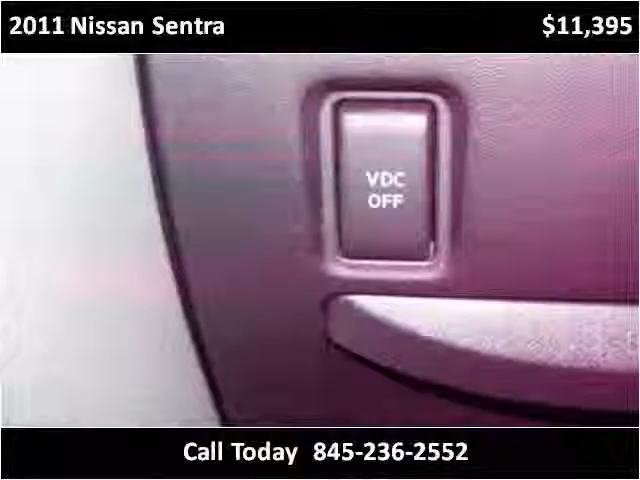 2011 Nissan Sentra $11,395
VDC
OFF
Call Today 845-236-2552